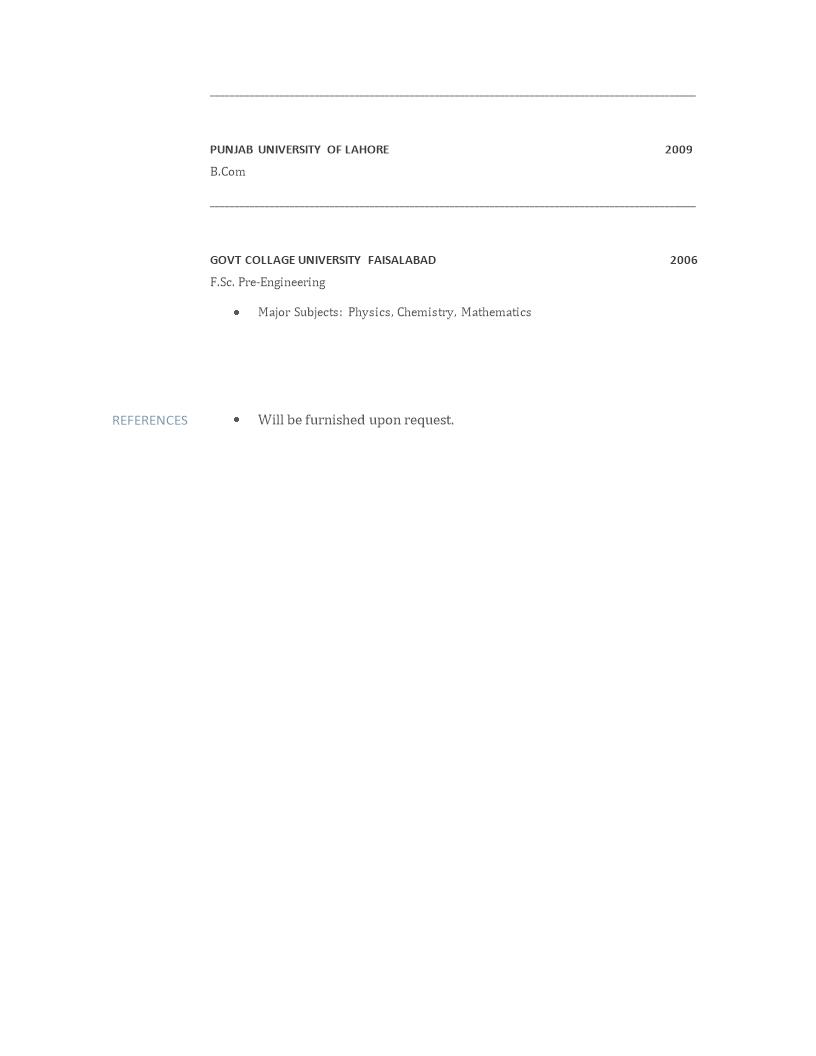 PUNJAB UNIVERSITY OF LAHORE 2009
B.Com
GOVT COLLAGE UNIVERSITY FAISALABAD 2006
F.Sc. Pre-Engineering
• Major Subjects: Physics, Chemistry, Mathematics
REFERENCES • Will be furnished upon request.